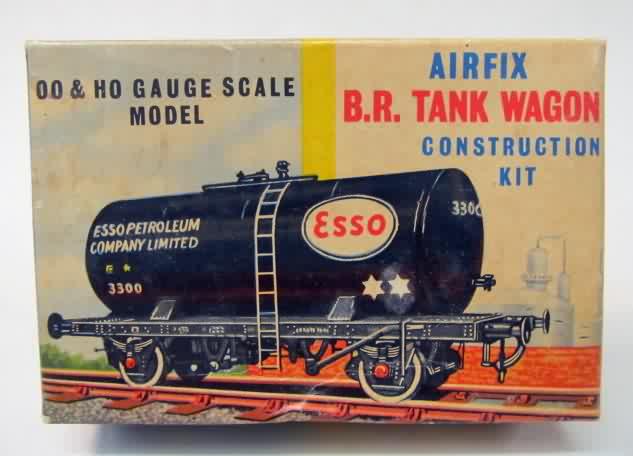 OO & HO GAUGE SCALE
MODEL
AIRFIX
B.R. TANK WAGON
CONSTRUCTION
KIT
ESSO PETROLEUM
COMPANY LIMITED
3300
Esso
3300